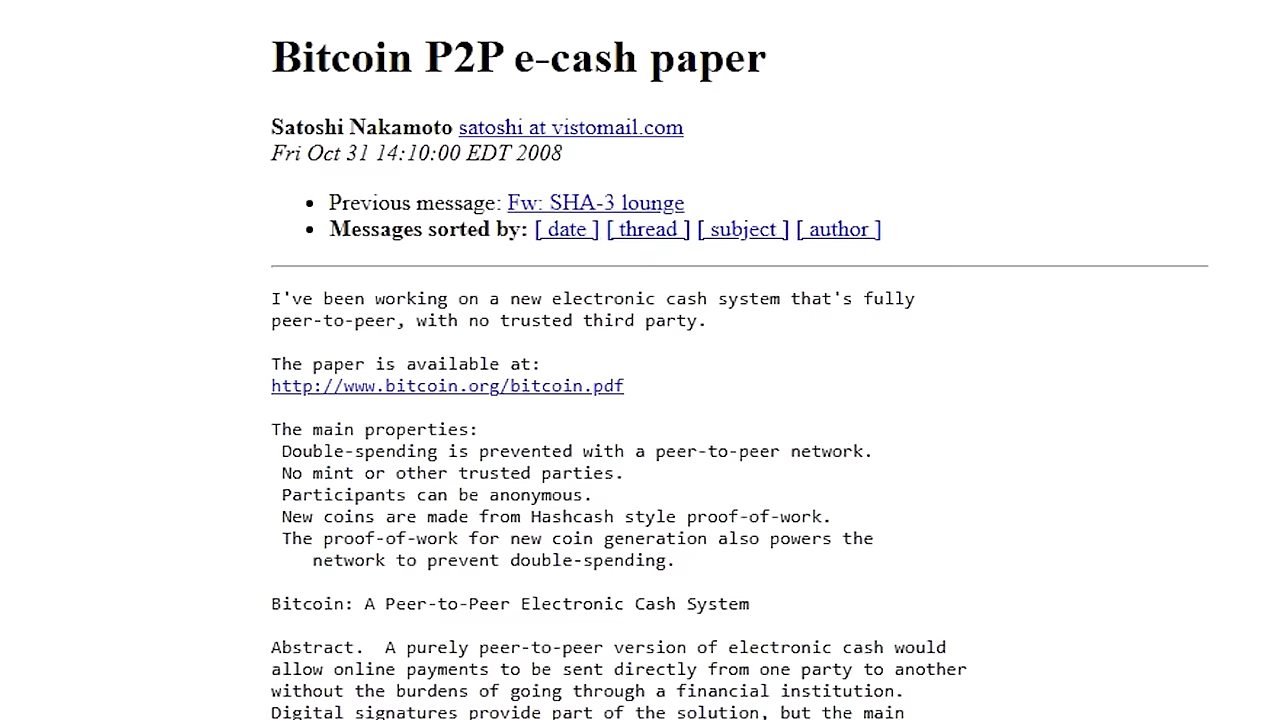 Bitcoin P2P e-cash paper
Satoshi Nakamoto satoshi at vistomail.com
Fri Oct 31 14:10:00 EDT 2008
Previous message: Fw: SHA-3 lounge
Messages sorted by: [ date ] [ thread ] [ subject ] [ author ]
I've been working on a new electronic cash system that's fully
peer-to-peer, with no trusted third party.
The paper is available at:
http://www.bitcoin.org/bitcoin.pdf
The main properties:
Double-spending is prevented with a peer-to-peer network.
No mint or other trusted parties.
Participants can be anonymous.
New coins are made from Hashcash style proof-of-work.
The proof-of-work for new coin generation also powers the
network to prevent double-spending.
Bitcoin: A Peer-to-Peer Electronic Cash System
Abstract. A purely peer-to-peer version of electronic cash would
allow online payments to be sent directly from one party to another
without the burdens of going through a financial institution.
Digital signatures provide part of the solution, but the main